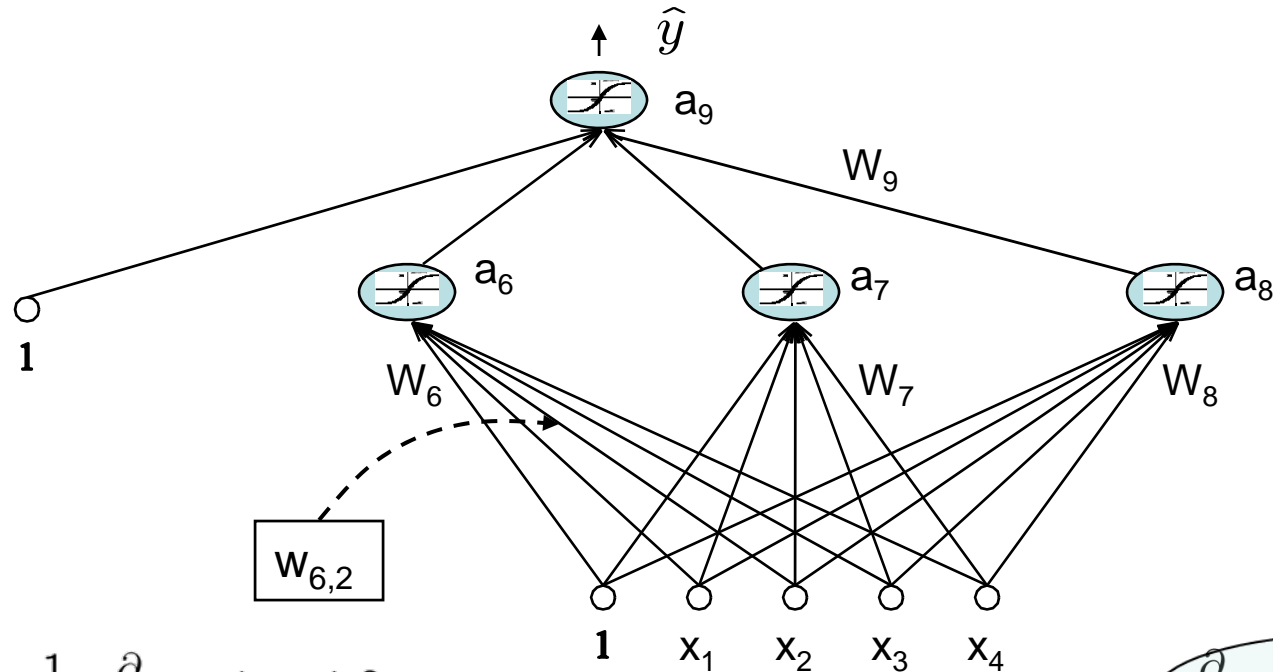 ŷ
a₉
W₉
a₆ a₇ a₈
1
W₆ W₇ W₈
w₆,₂
1 x₁ x₂ x₃ x₄